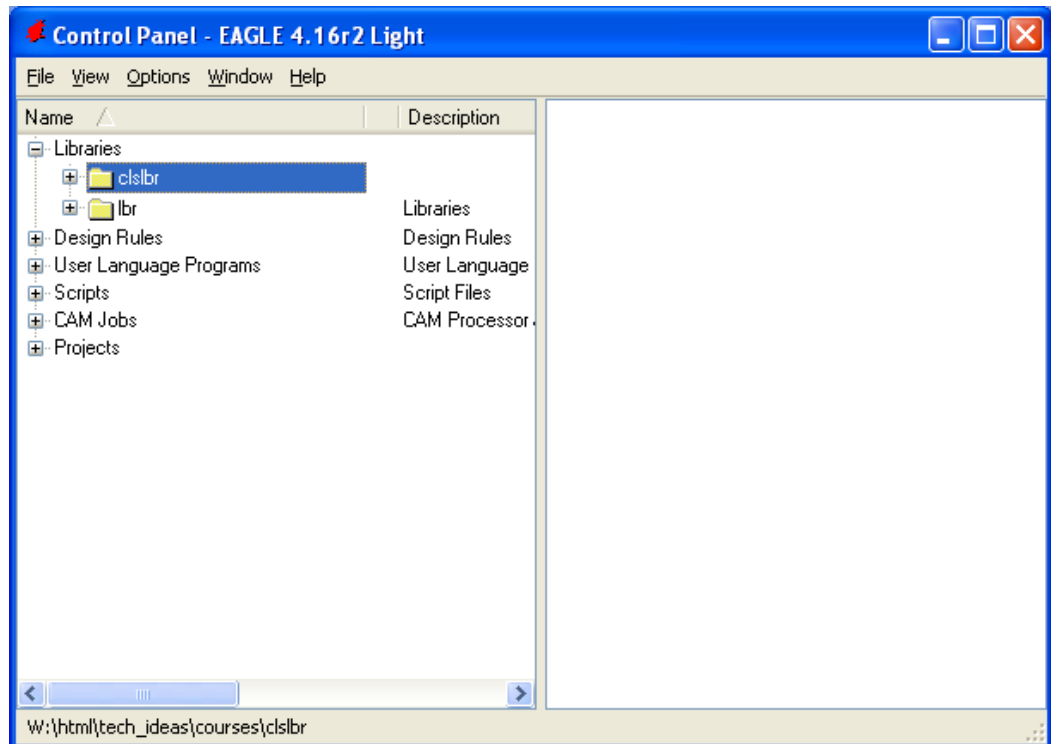 Control Panel - EAGLE 4.16r2 Light
File View Options Window Help
Name Description
Libraries
clslbr
lbr Libraries
Design Rules Design Rules
User Language Programs User Language
Scripts Script Files
CAM Jobs CAM Processor
Projects
W:\html\tech_ideas\courses\clslbr